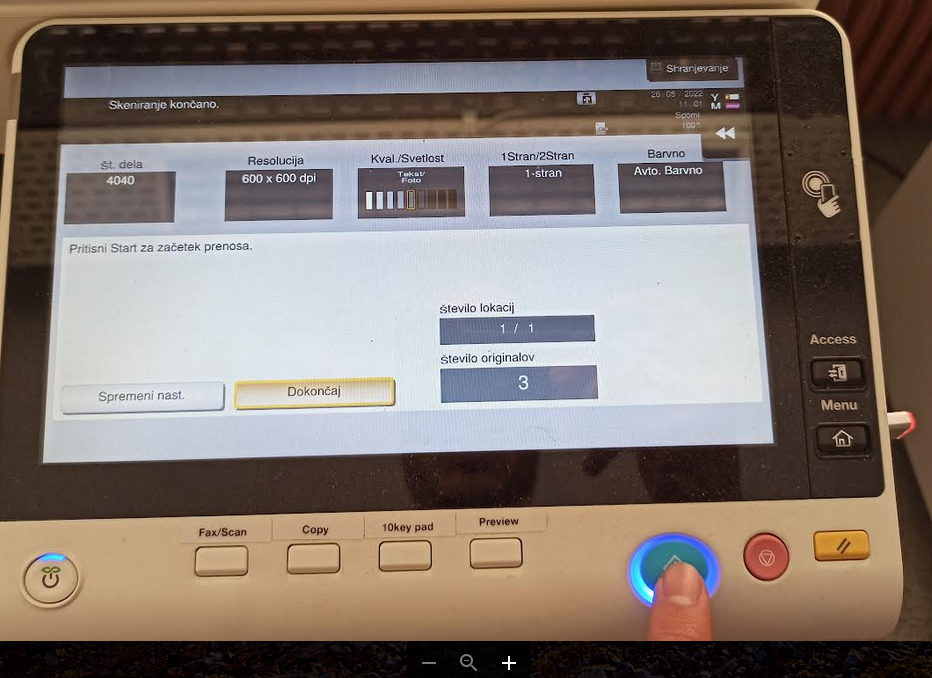 Shranjevanje
Skeniranje končano.
26/05/2022
11:01
Y
M
Spomi
100%
Št. dela
4040
Resolucija
600 x 600 dpi
Kval./Svetlost
Tekst/
Foto
1Stran/2Stran
1-stran
Barvno
Avto. Barvno
Pritisni Start za začetek prenosa.
število lokacij
1 / 1
število originalov
3
Spremeni nast.
Dokončaj
Access
Menu
Fax/Scan
Copy
10key pad
Preview